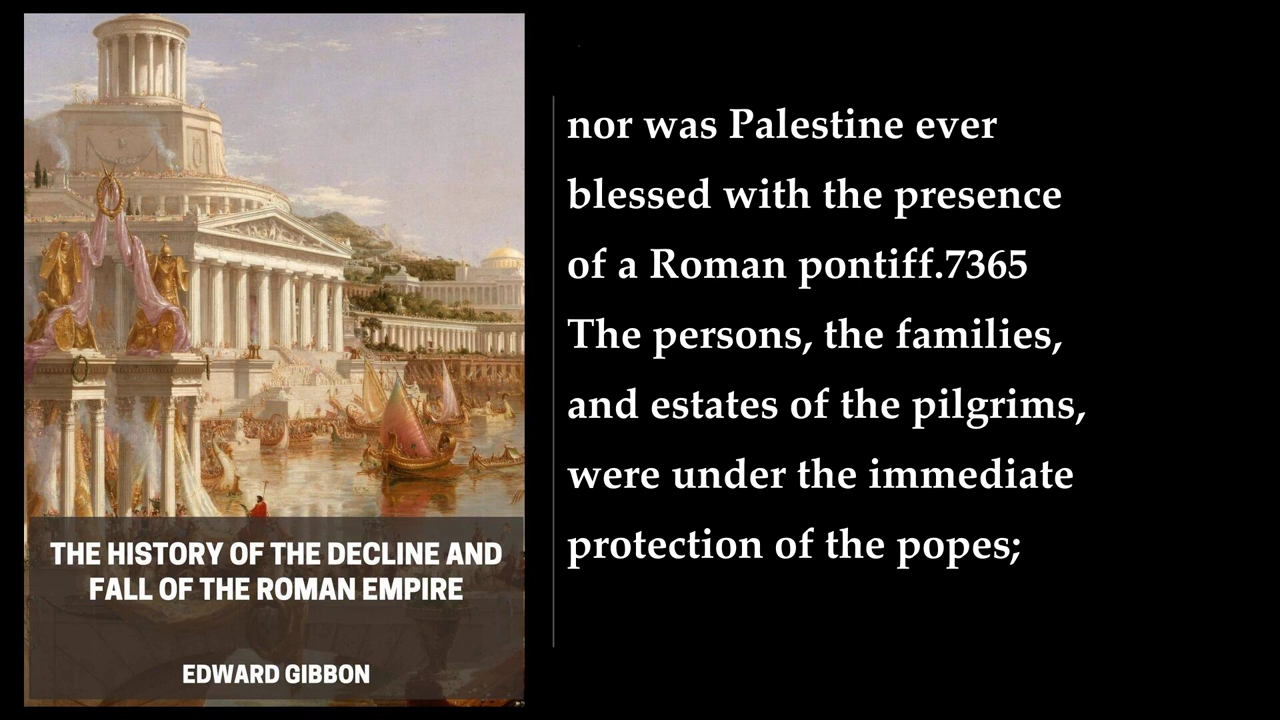 nor was Palestine ever
blessed with the presence
of a Roman pontiff.7365
The persons, the families,
and estates of the pilgrims,
were under the immediate
protection of the popes;
THE HISTORY OF THE DECLINE AND
FALL OF THE ROMAN EMPIRE
EDWARD GIBBON